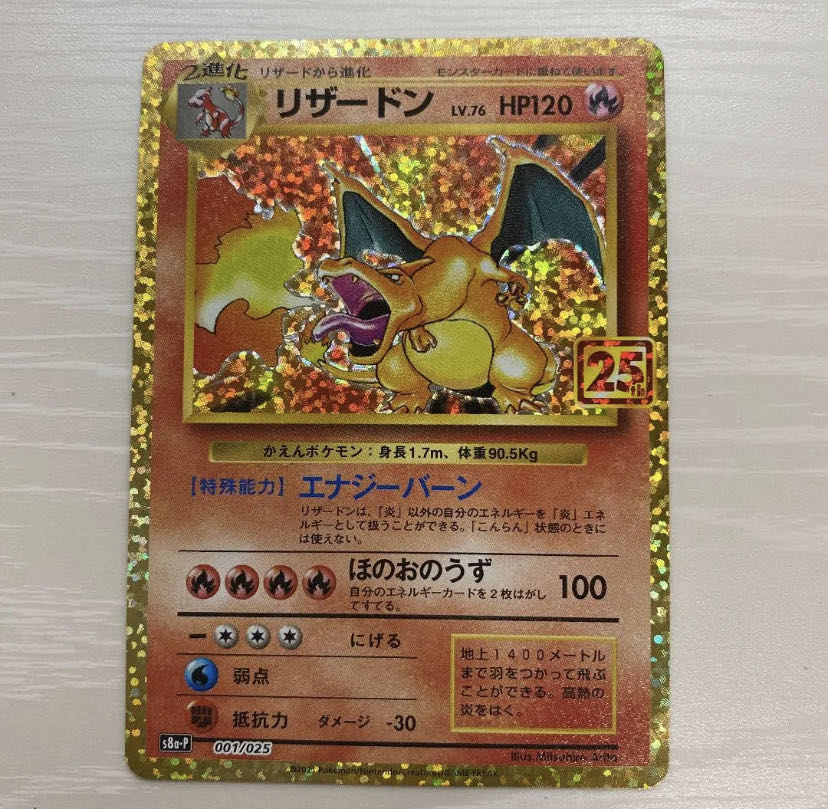 2進化 リザードから進化 モンスターカードに重ねて使います。
リザードン LV.76 HP120
25th
かえんポケモン：身長1.7m、体重90.5Kg
【特殊能力】 エナジーバーン
リザードンは、「炎」以外の自分のエネルギーを「炎」エネ
ルギーとして扱うことができる。「こんらん」状態のときに
は使えない。
ほのおのうず 100
自分のエネルギーカードを2枚はがし
てすてる。
にげる
弱点
抵抗力 ダメージ -30
地上1400メートル
まで羽をつかって飛ぶ
ことができる。高熱の
炎をはく。
s8a-P 001/025
Illus. Mitsuhiro Arita
©2021 Pokémon/Nintendo/Creatures/GAME FREAK